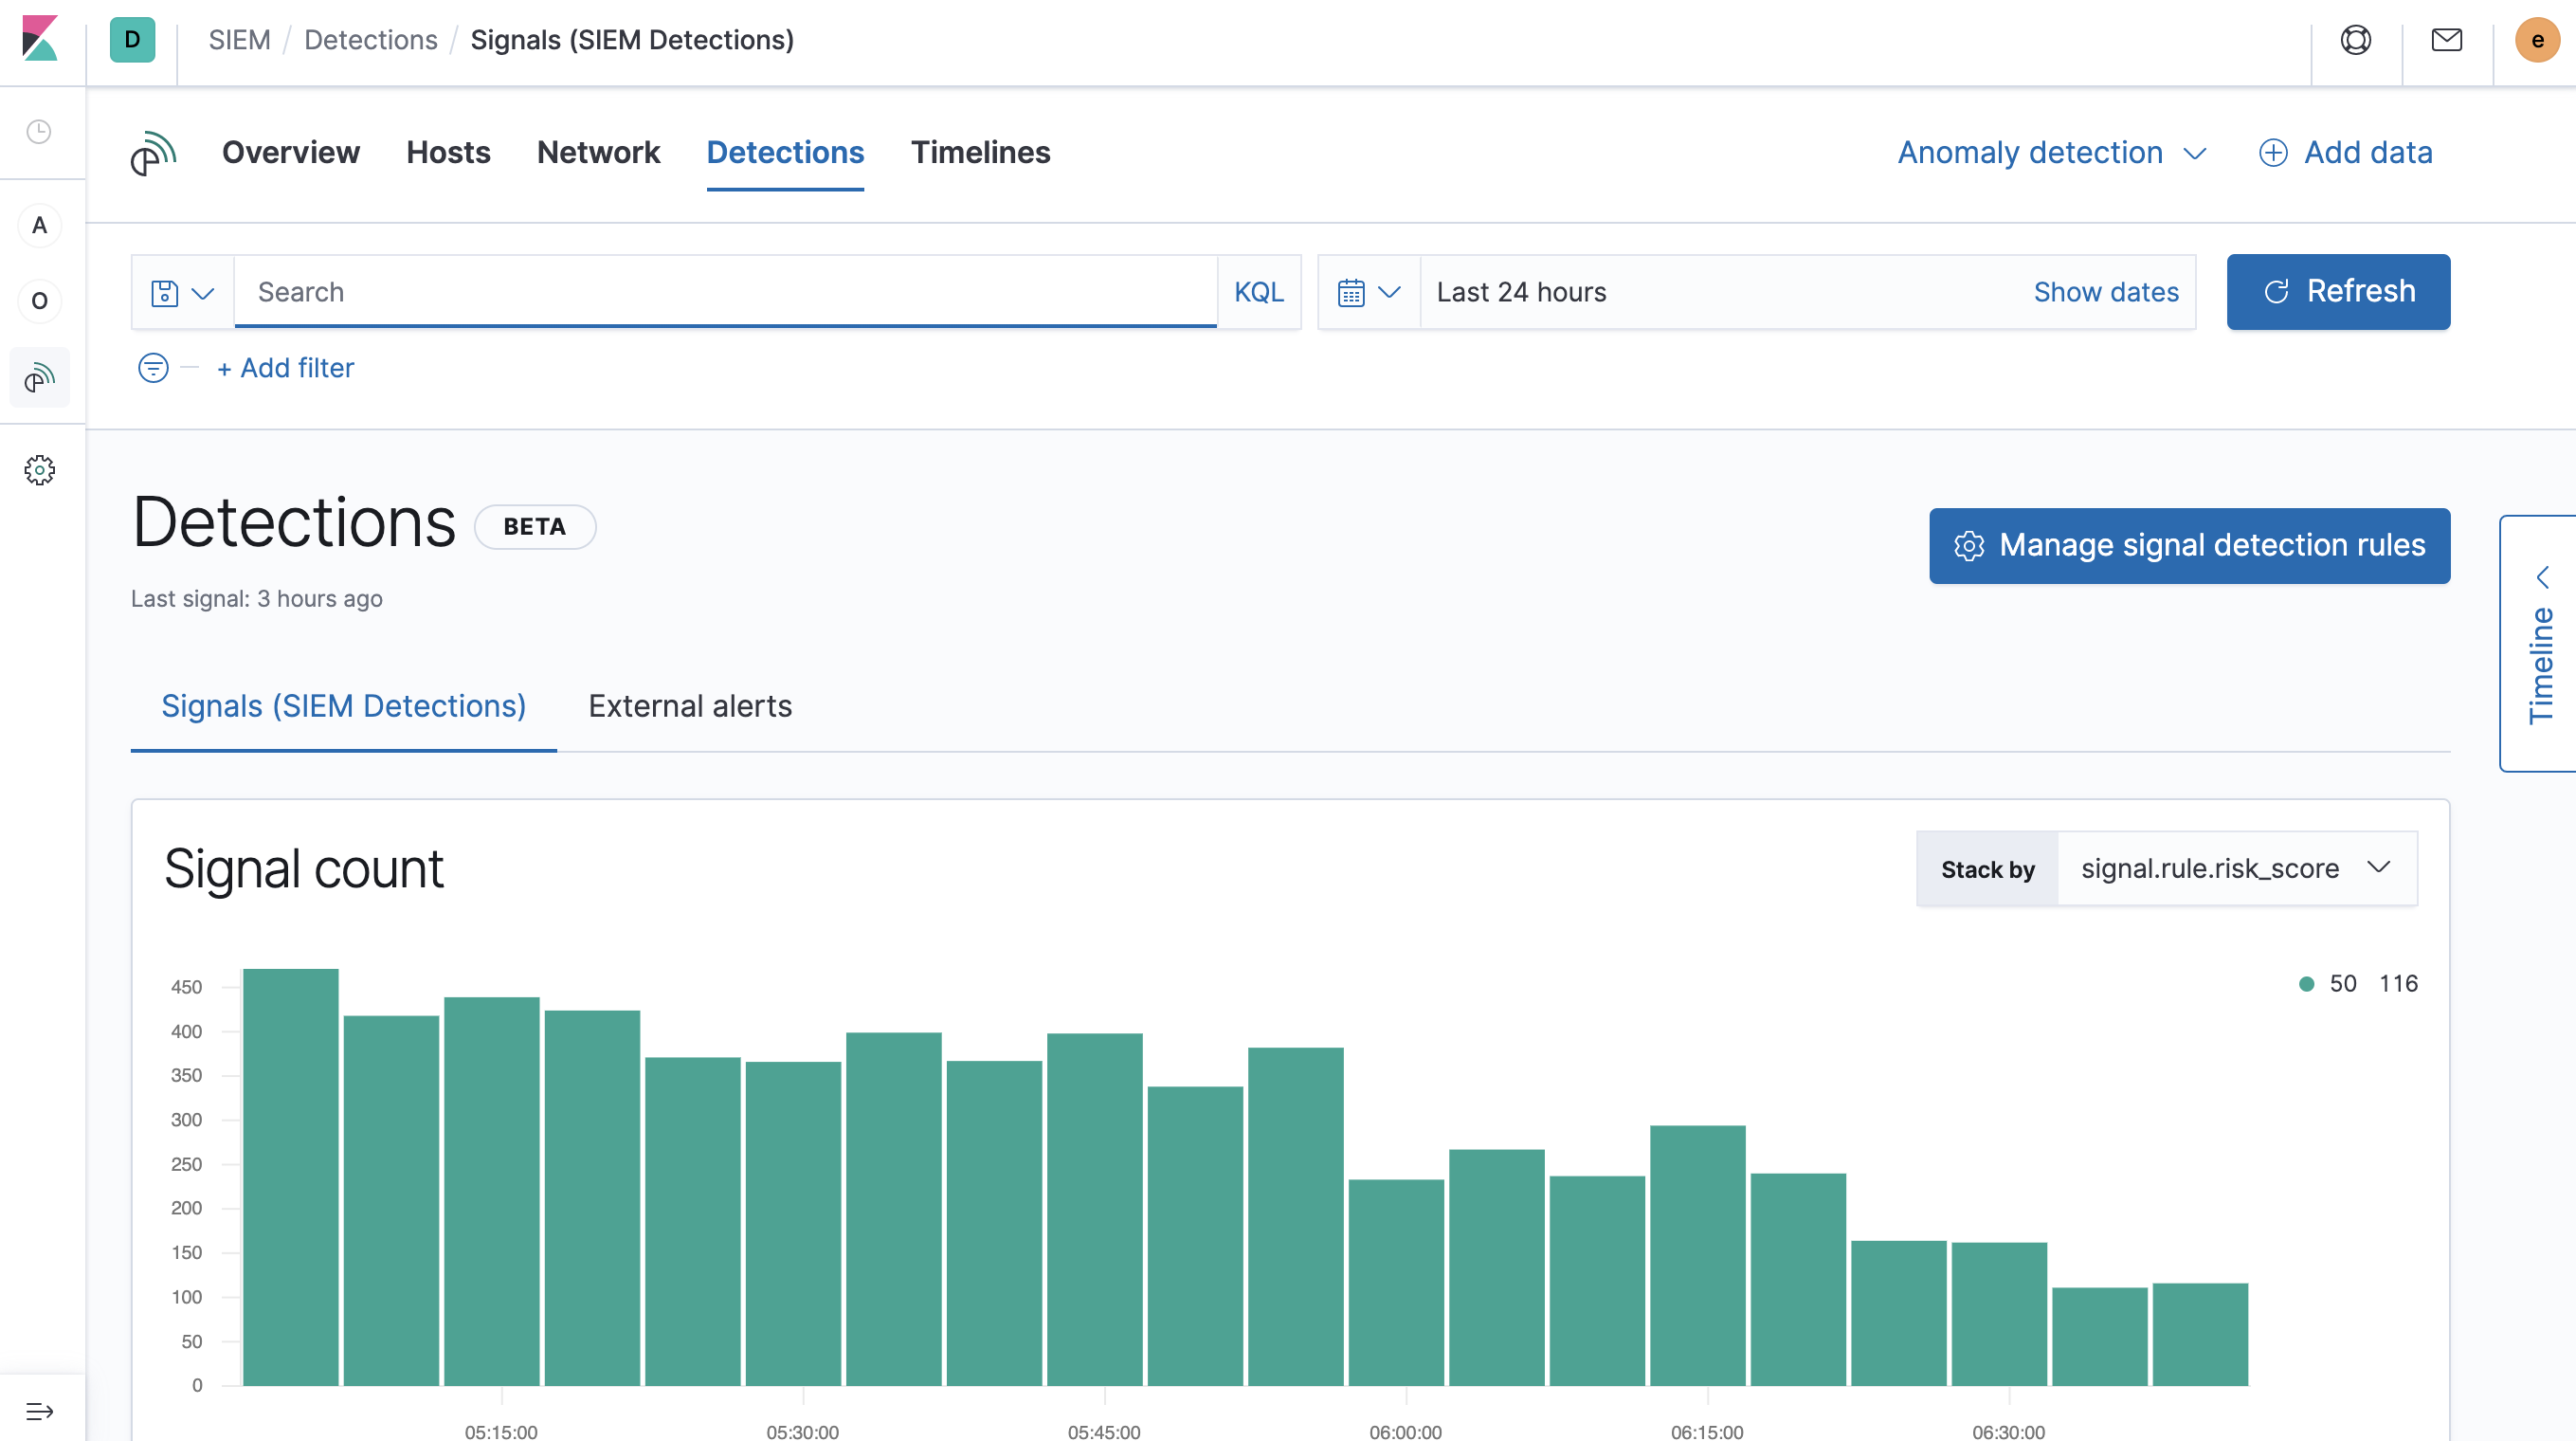 D SIEM / Detections / Signals (SIEM Detections) e
Overview Hosts Network Detections Timelines Anomaly detection Add data
A
O
Search KQL Last 24 hours Show dates Refresh
+ Add filter
Detections BETA
Manage signal detection rules
Last signal: 3 hours ago
Timeline
Signals (SIEM Detections) External alerts
Signal count Stack by signal.rule.risk_score
50 116
450
400
350
300
250
200
150
100
50
0
05:15:00 05:30:00 05:45:00 06:00:00 06:15:00 06:30:00